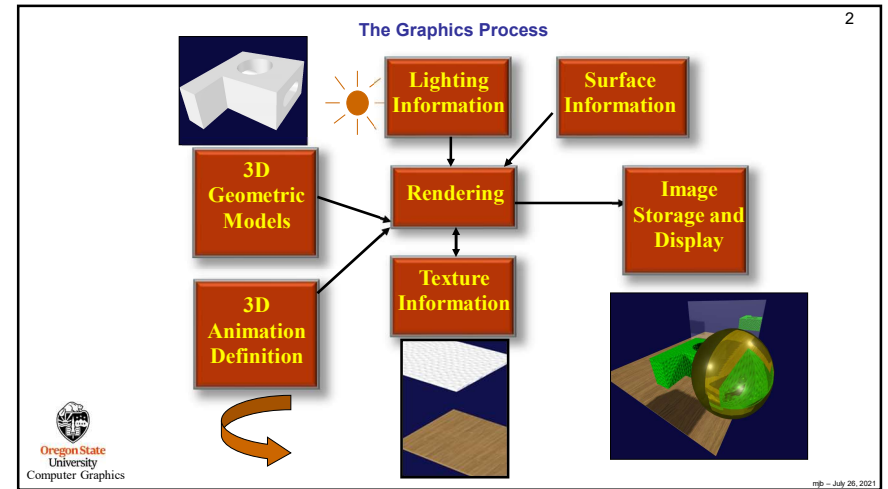 The Graphics Process
2
Lighting
Information
Surface
Information
3D
Geometric
Models
Rendering
Image
Storage and
Display
3D
Animation
Definition
Texture
Information
Oregon State
University
Computer Graphics
mjb – July 26, 2021